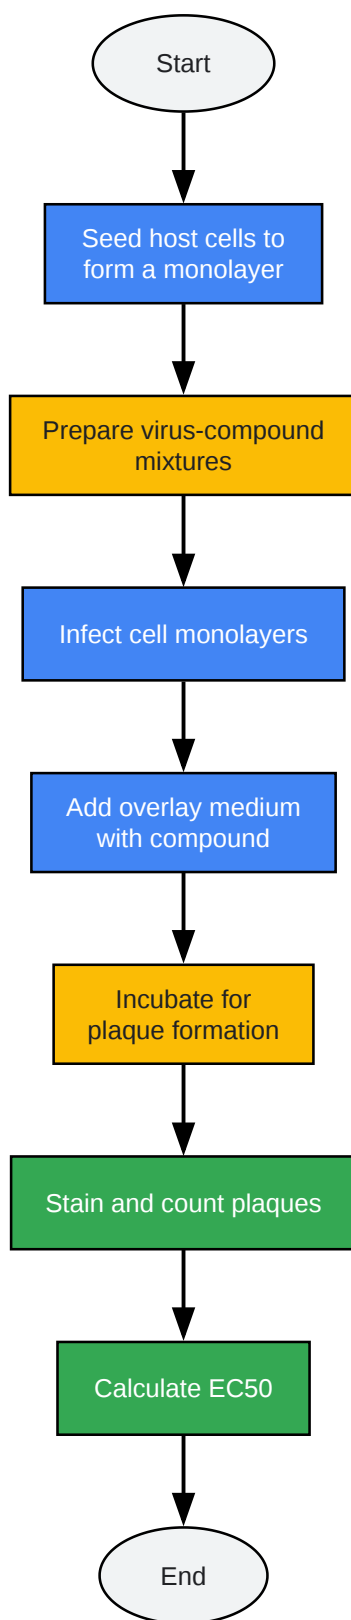 Start
Seed host cells to
form a monolayer
Prepare virus-compound
mixtures
Infect cell monolayers
Add overlay medium
with compound
Incubate for
plaque formation
Stain and count plaques
Calculate EC50
End